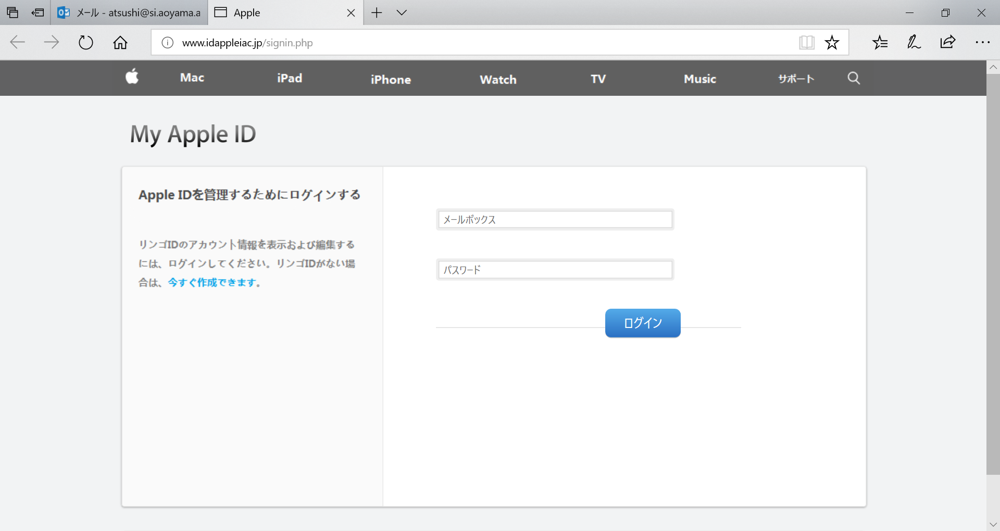 メール - atsushi@si.aoyama.a
Apple
www.idappleiac.jp/signin.php
Mac iPad iPhone Watch TV Music サポート
My Apple ID
Apple IDを管理するためにログインする
リンゴIDのアカウント情報を表示および編集する
には、ログインしてください。リンゴIDがない場
合は、今すぐ作成できます。
メールボックス
パスワード
ログイン